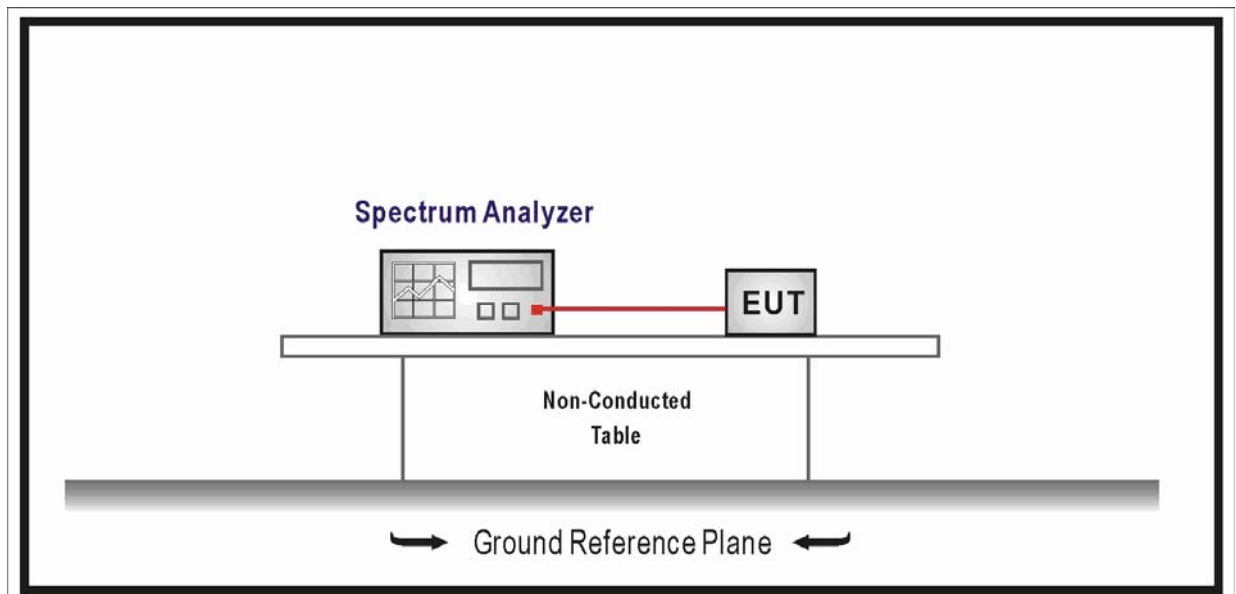 Spectrum Analyzer
EUT
Non-Conducted
Table
Ground Reference Plane